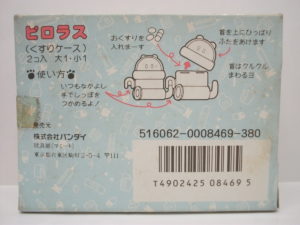 ピロラス
(くすりケース)
2コ入 大1・小1
使い方
おくすりを
入れまーす
首を上にひっぱり
ふたをあけます
首はクルクル
まわるヨ
いつもなかよし
手でしっぽを
つかめるよ!
発売元
株式会社バンダイ
516062-0008469-380
T4902425 08469 5